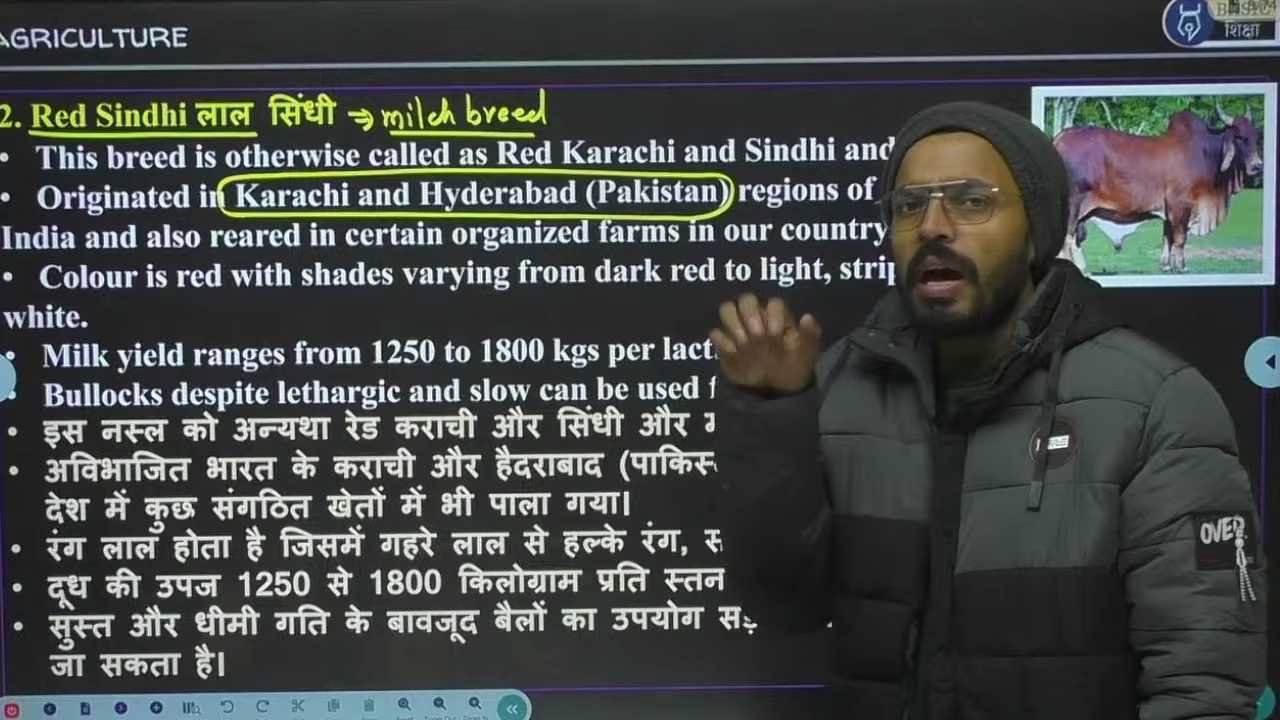 AGRICULTURE
शिक्षा
2. Red Sindhi लाल सिंधी → milch breed
• This breed is otherwise called as Red Karachi and Sindhi and
• Originated in Karachi and Hyderabad (Pakistan) regions of
India and also reared in certain organized farms in our country
• Colour is red with shades varying from dark red to light,
white.
• Milk yield ranges from 1250 to 1800 kgs per
• Bullocks despite lethargic and slow can be used
• इस नस्ल को अन्यथा रेड कराची और सिंधी और
• अविभाजित भारत के कराची और हैदराबाद
देश में कुछ संगठित खेतों में भी पाला गया।
• रंग लाल होता है जिसमें गहरे लाल से हल्के रंग,
• दूध की उपज 1250 से 1800 किलोग्राम प्रति स्तन
• सुस्त और धीमी गति के बावजूद बैलों का उपयोग
जा सकता है।
OVER